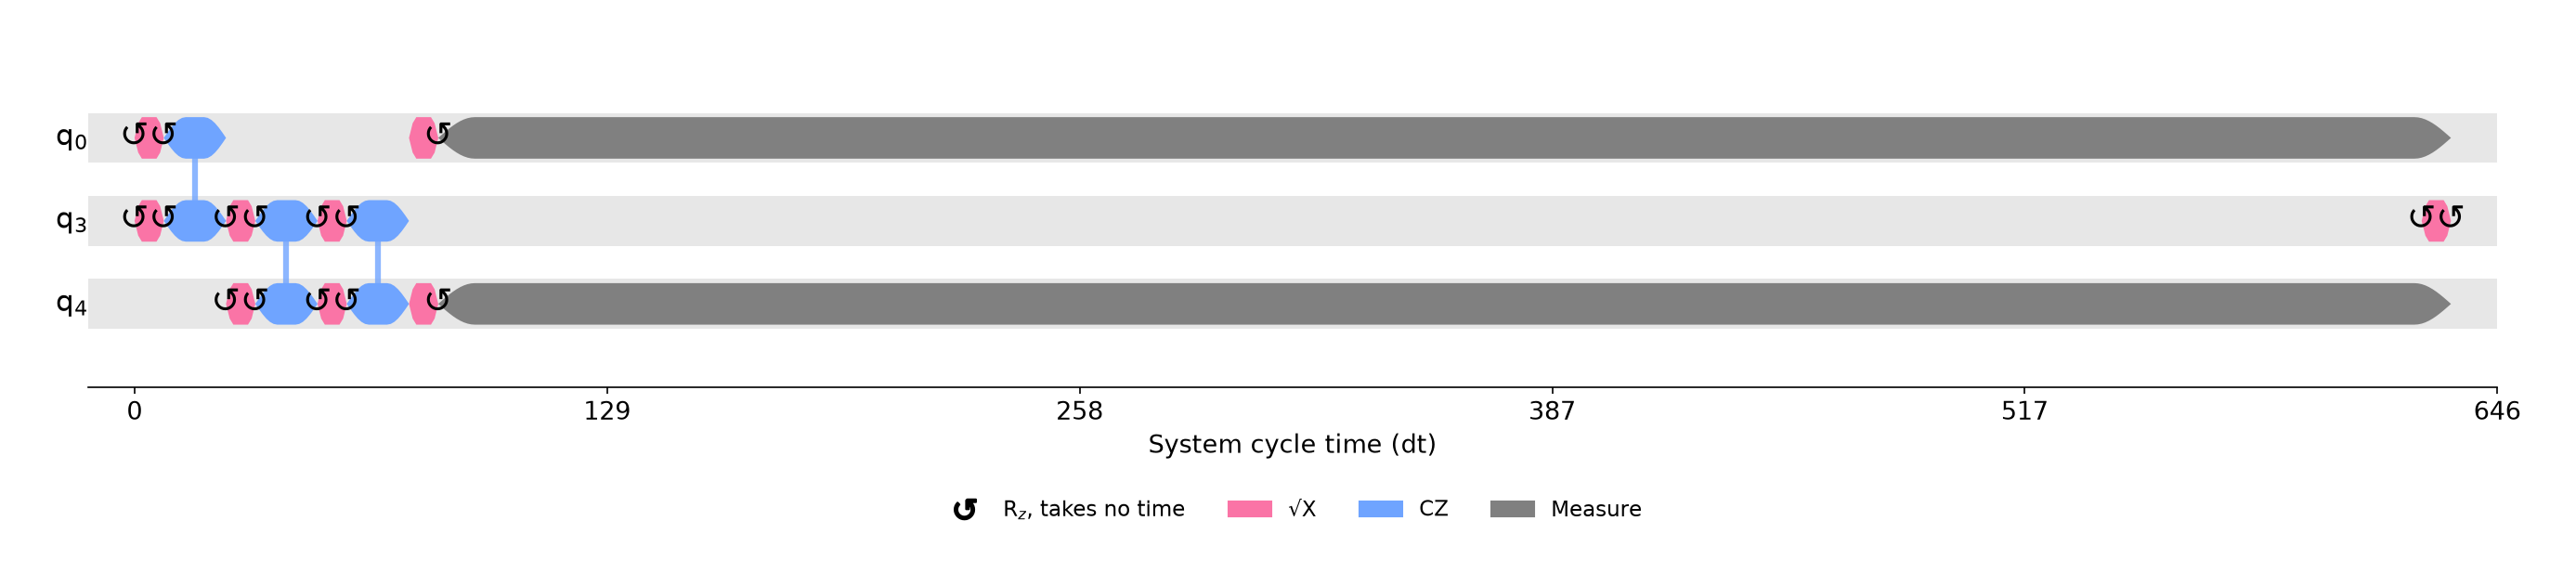 q0
q3
q4
0 129 258 387 517 646
System cycle time (dt)
Rz, takes no time √X CZ Measure